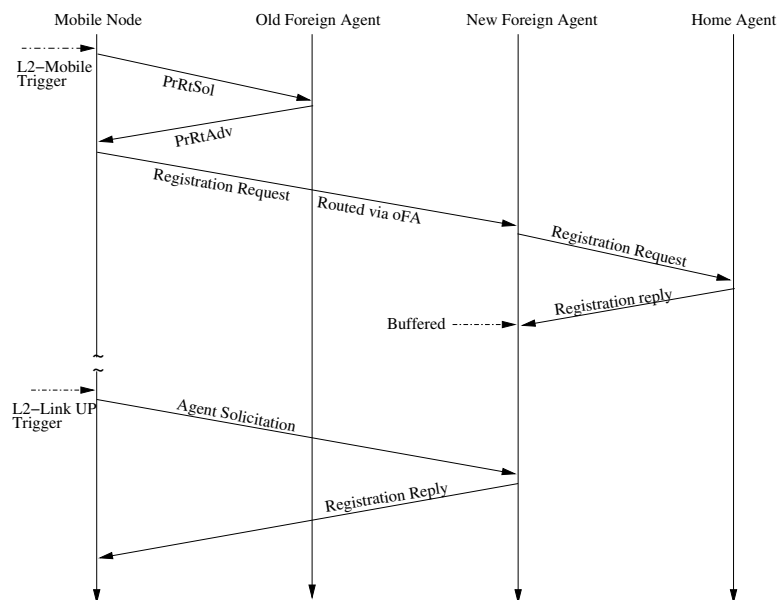 Mobile Node
Old Foreign Agent
New Foreign Agent
Home Agent
L2-Mobile
Trigger
PrRtSol
PrRtAdv
Registration Request
Routed via oFA
Registration Request
Registration reply
Buffered
~
~
L2-Link UP
Trigger
Agent Solicitation
Registration Reply